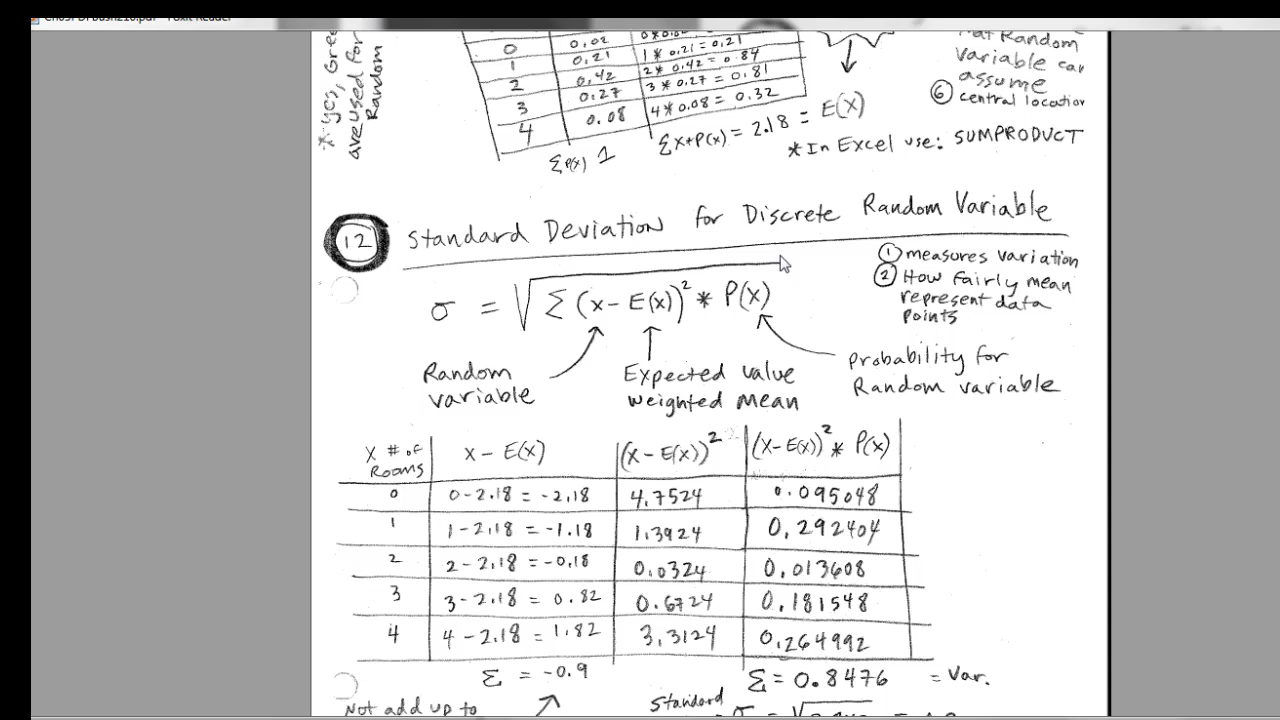 * Yes, Gre
are used for
Random
0 0.02
1 0.21 1 * 0.21 = 0.21
2 0.42 2 * 0.42 = 0.84
3 0.27 3 * 0.27 = 0.81
4 0.08 4 * 0.08 = 0.32
ΣP(x) 1
Σx*P(x) = 2.18 = E(X)
* In Excel use: SUMPRODUCT
Random
variable can
assume
⑥ central location
12 Standard Deviation for Discrete Random Variable
① measures variation
② How fairly mean
represent data
points
σ = √Σ (x - E(x))² * P(x)
Random
variable
Expected value
weighted mean
Probability for
Random variable
X # of
Rooms
X - E(X)
(X - E(X))²
(X - E(X))² * P(X)
0 0 - 2.18 = -2.18 4.7524 0.095048
1 1 - 2.18 = -1.18 1.3924 0.292404
2 2 - 2.18 = -0.18 0.0324 0.013608
3 3 - 2.18 = 0.82 0.6724 0.181548
4 4 - 2.18 = 1.82 3.3124 0.264992
Σ = -0.9
Σ = 0.8476 = Var.
Not add up to
Standard